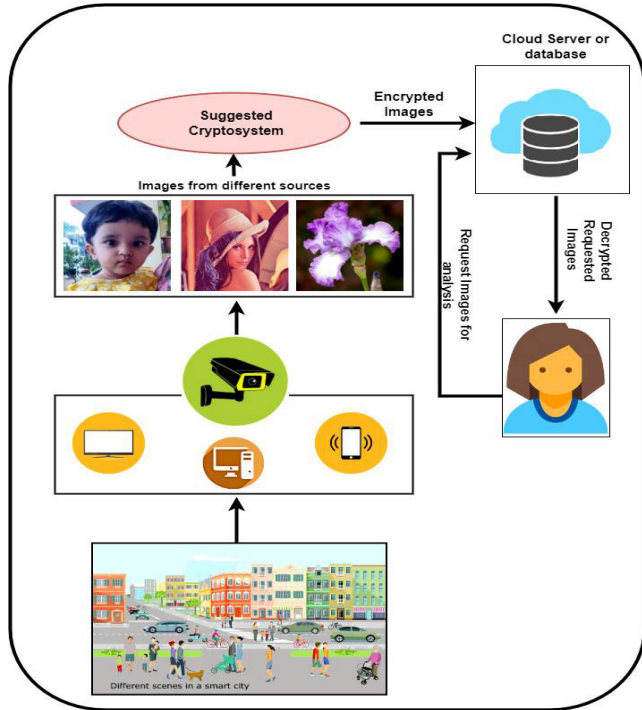 Cloud Server or
database
Suggested
Cryptosystem
Encrypted
Images
Images from different sources
Request Images for
analysis
Decrypted
Requested
Images
Different scenes in a smart city